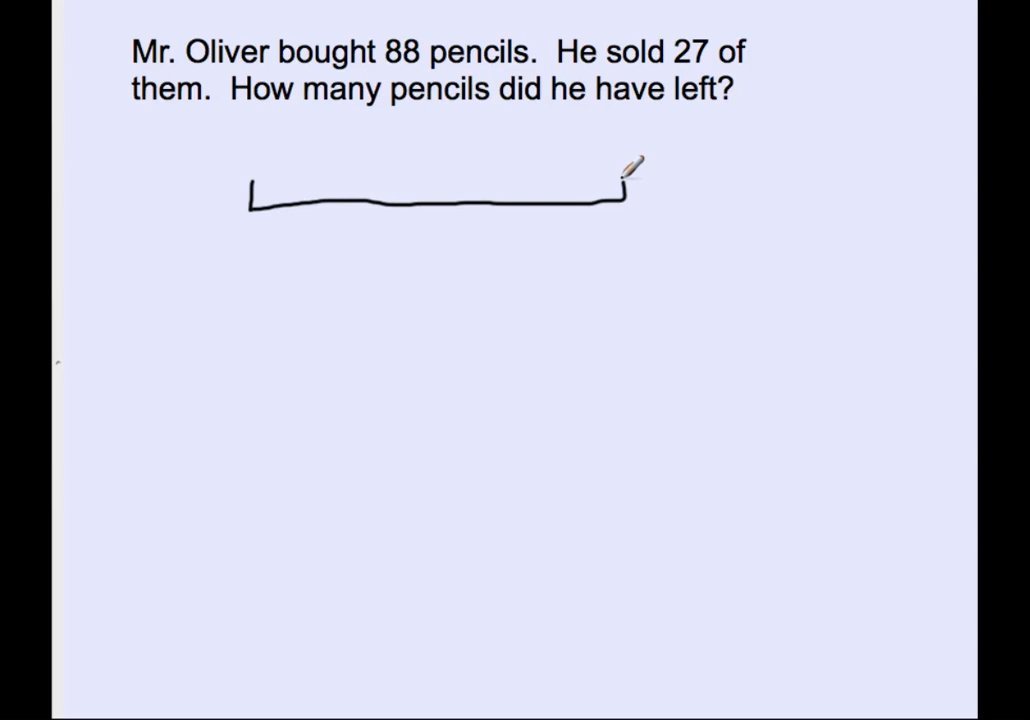 Mr. Oliver bought 88 pencils.  He sold 27 of
them.  How many pencils did he have left?